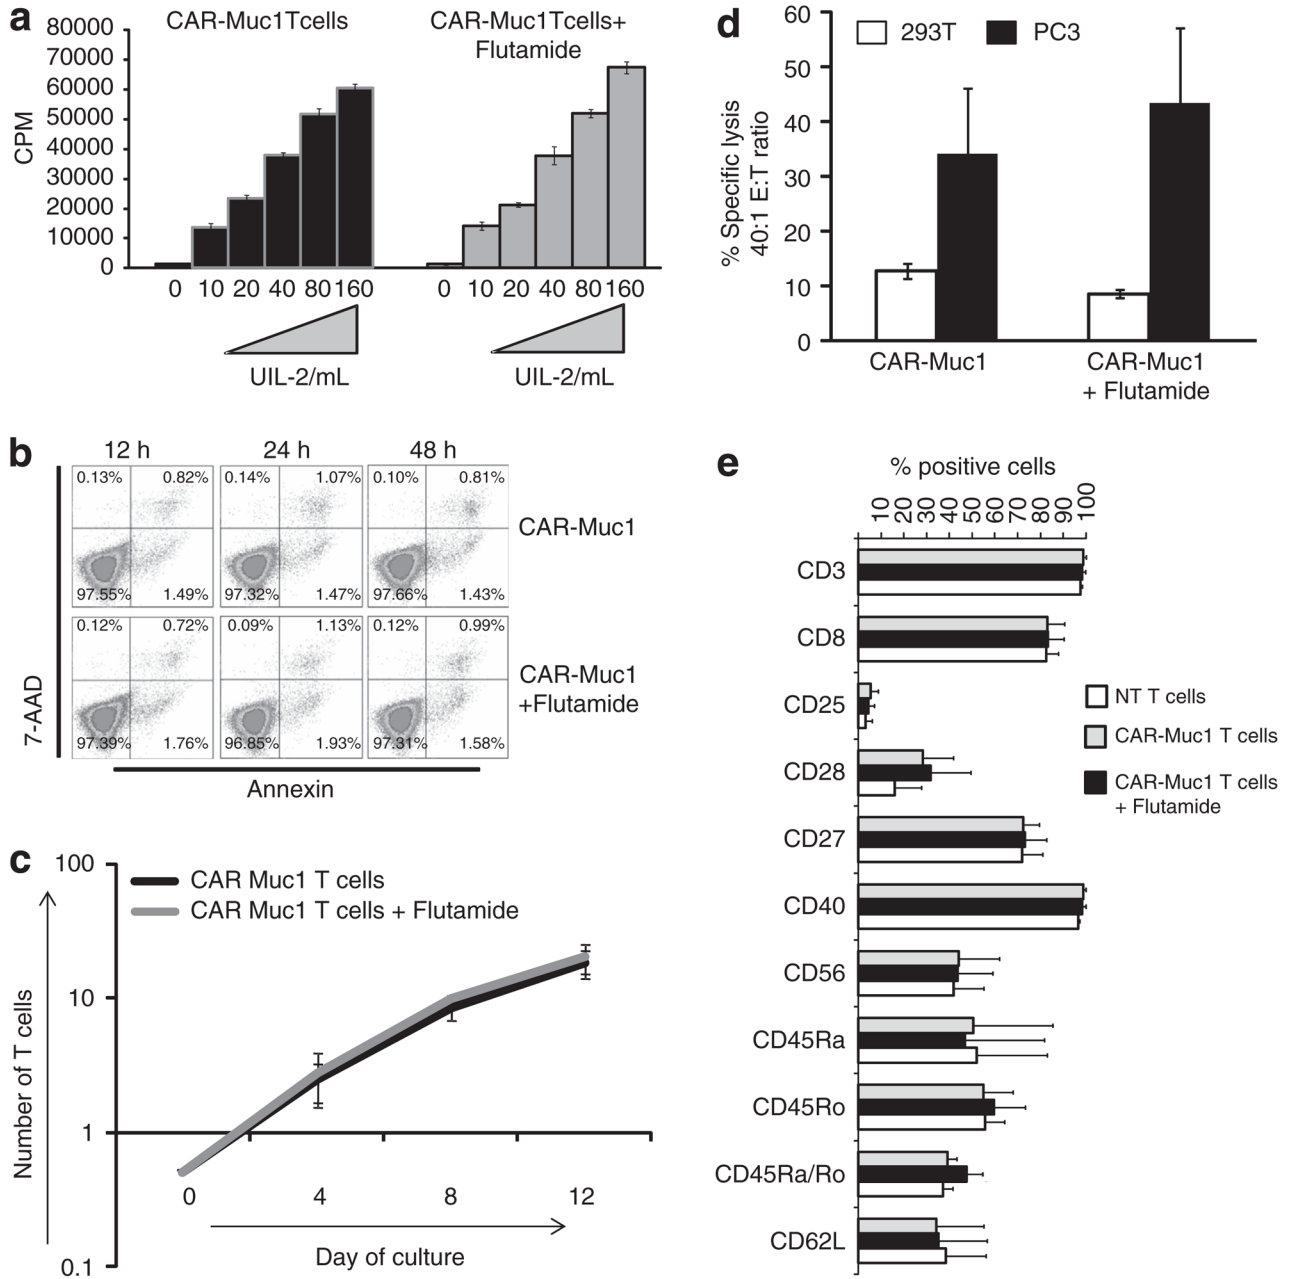 a
CAR-Muc1Tcells
CAR-Muc1Tcells+
Flutamide
CPM
80000
70000
60000
50000
40000
30000
20000
10000
0
0 10 20 40 80 160
0 10 20 40 80 160
UIL-2/mL
UIL-2/mL
b
12 h 24 h 48 h
0.13% 0.82% 0.14% 1.07% 0.10% 0.81%
CAR-Muc1
97.55% 1.49% 97.32% 1.47% 97.66% 1.43%
0.12% 0.72% 0.09% 1.13% 0.12% 0.99%
CAR-Muc1
+Flutamide
97.39% 1.76% 96.85% 1.93% 97.31% 1.58%
7-AAD
Annexin
c
CAR Muc1 T cells
CAR Muc1 T cells + Flutamide
Number of T cells
100
10
1
0.1
0 4 8 12
Day of culture
d
293T PC3
% Specific lysis
40:1 E:T ratio
60
50
40
30
20
10
0
CAR-Muc1
CAR-Muc1
+ Flutamide
e
% positive cells
10 20 30 40 50 60 70 80 90 100
CD3
CD8
CD25
CD28
CD27
CD40
CD56
CD45Ra
CD45Ro
CD45Ra/Ro
CD62L
NT T cells
CAR-Muc1 T cells
CAR-Muc1 T cells
+ Flutamide